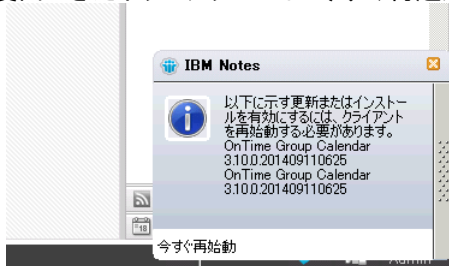 IBM Notes
以下に示す更新またはインストー
ルを有効にするには、クライアント
を再始動する必要があります。
OnTime Group Calendar
3.10.0.201409110625
OnTime Group Calendar
3.10.0.201409110625
18
今すぐ再始動
Admin